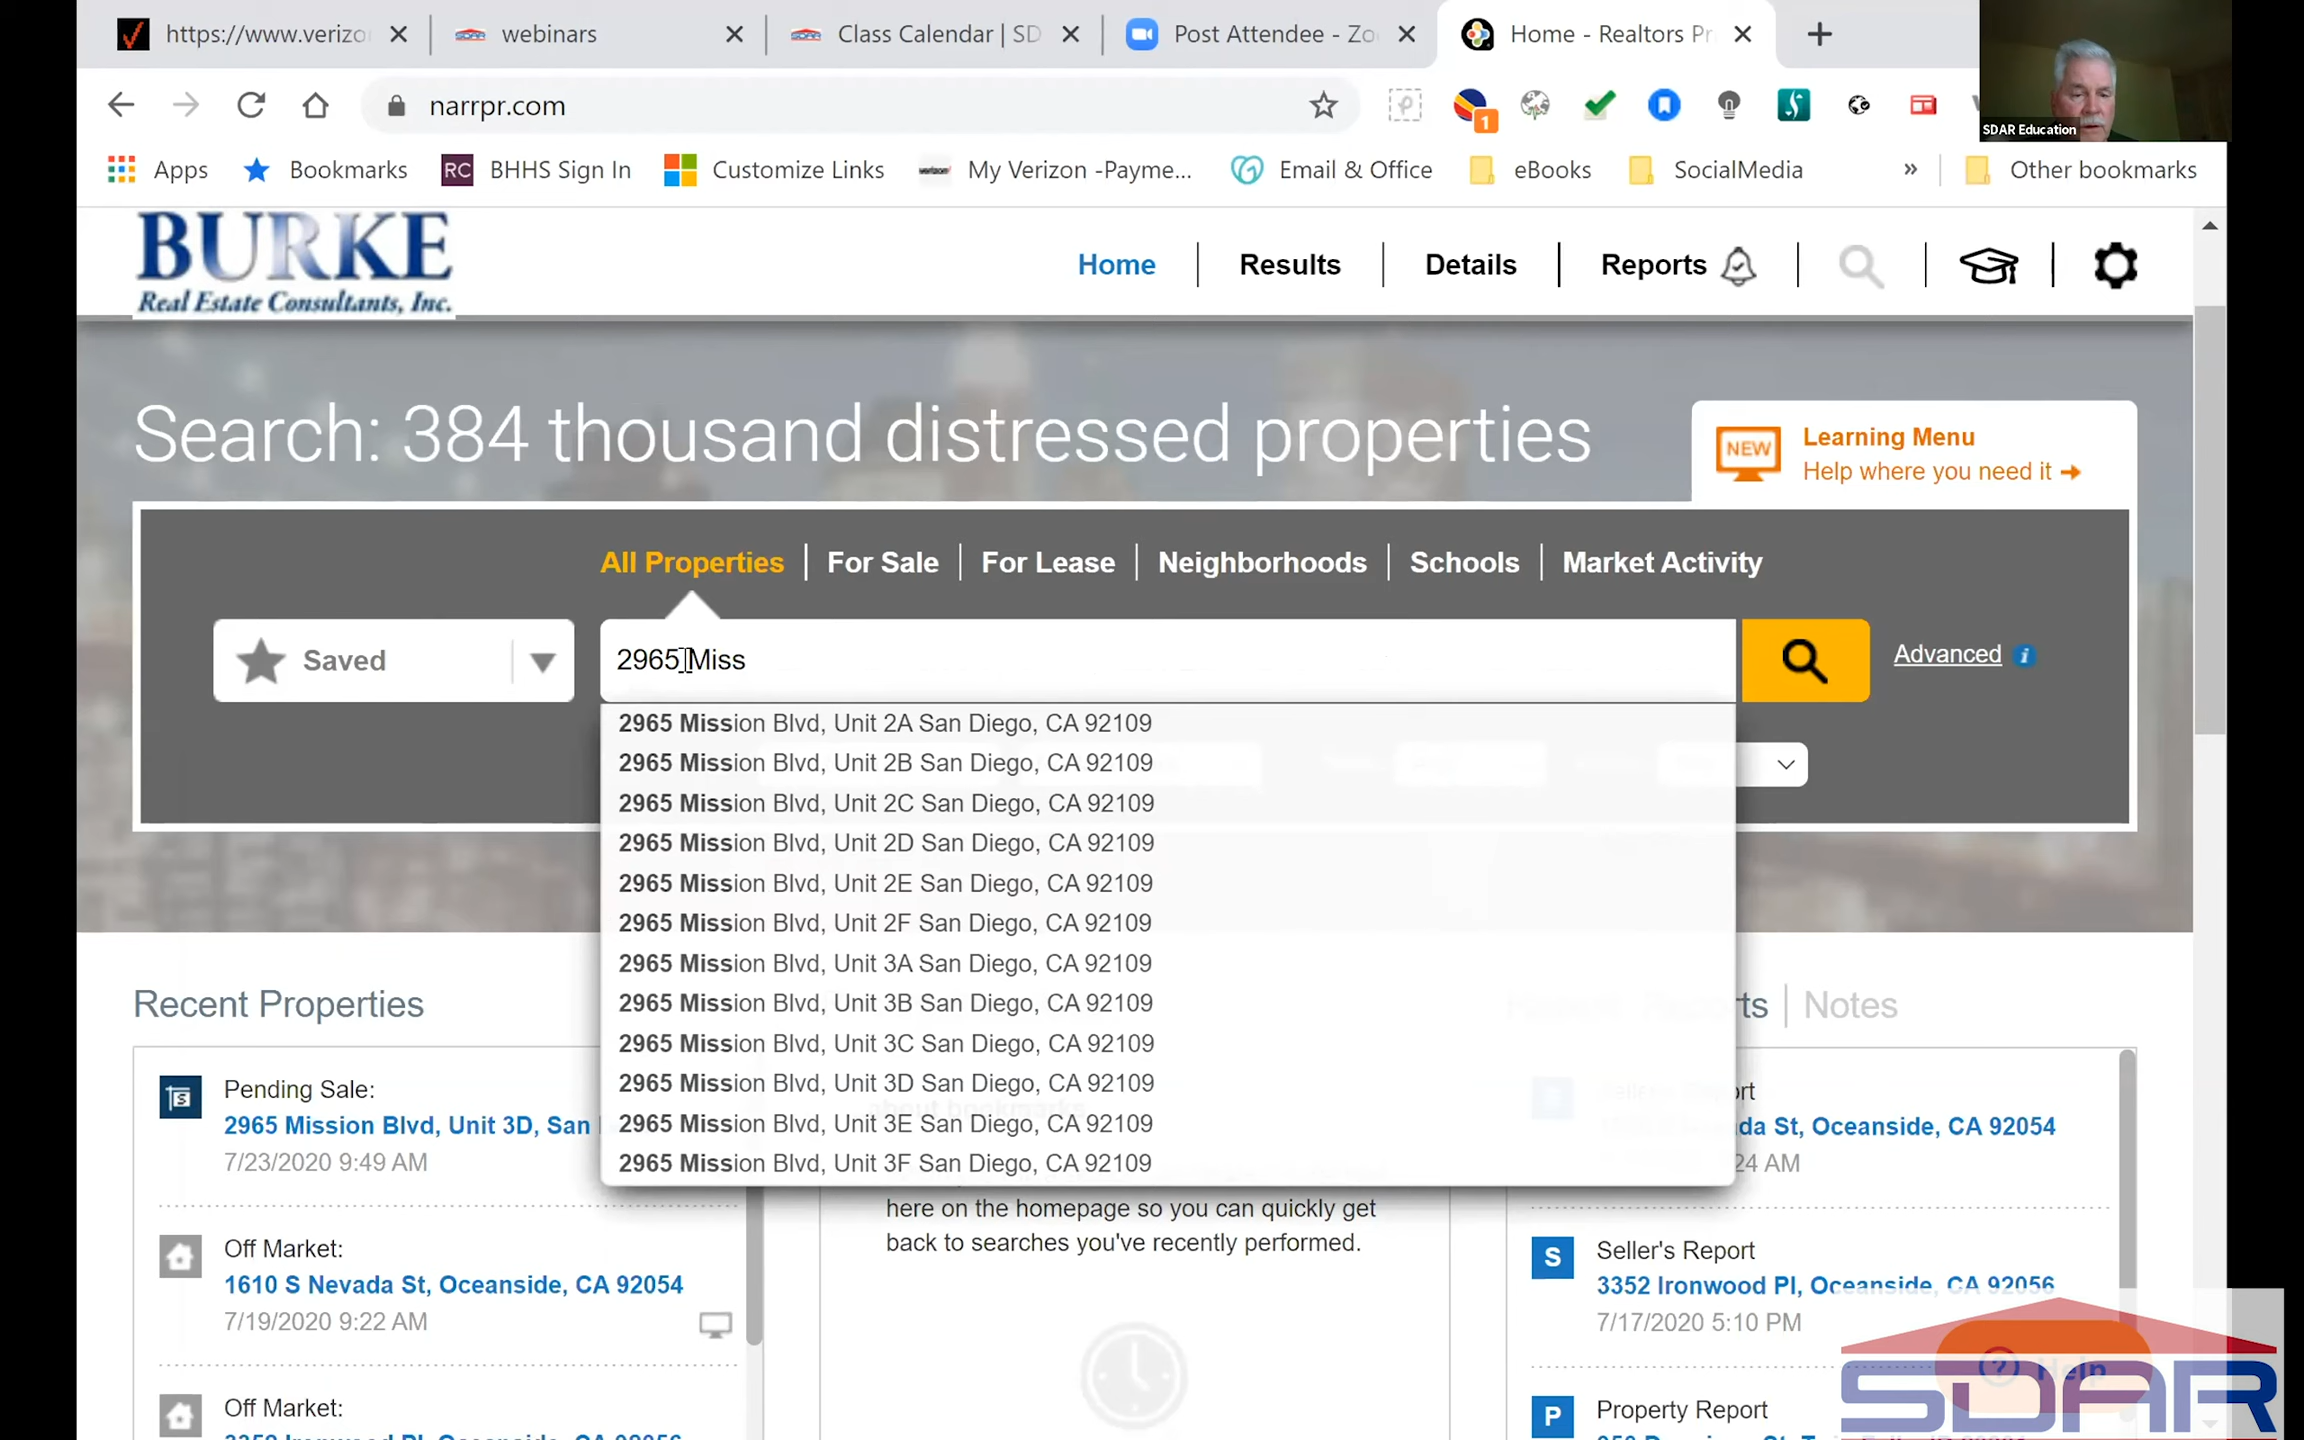 https://www.verizo
webinars
Class Calendar | SD
Post Attendee - Zo
Home - Realtors Pr
SDAR Education
narrpr.com
1
Apps
Bookmarks
RC
BHHS Sign In
Customize Links
verizon
My Verizon -Payme...
Email & Office
eBooks
SocialMedia
»
Other bookmarks
BURKE
Real Estate Consultants, Inc.
Home
Results
Details
Reports
Search: 384 thousand distressed properties
NEW
Learning Menu
Help where you need it
All Properties
For Sale
For Lease
Neighborhoods
Schools
Market Activity
Saved
2965 Miss
Advanced
i
2965 Mission Blvd, Unit 2A San Diego, CA 92109
2965 Mission Blvd, Unit 2B San Diego, CA 92109
2965 Mission Blvd, Unit 2C San Diego, CA 92109
2965 Mission Blvd, Unit 2D San Diego, CA 92109
2965 Mission Blvd, Unit 2E San Diego, CA 92109
2965 Mission Blvd, Unit 2F San Diego, CA 92109
2965 Mission Blvd, Unit 3A San Diego, CA 92109
2965 Mission Blvd, Unit 3B San Diego, CA 92109
2965 Mission Blvd, Unit 3C San Diego, CA 92109
2965 Mission Blvd, Unit 3D San Diego, CA 92109
2965 Mission Blvd, Unit 3E San Diego, CA 92109
2965 Mission Blvd, Unit 3F San Diego, CA 92109
Recent Properties
Pending Sale:
2965 Mission Blvd, Unit 3D, San
7/23/2020 9:49 AM
Off Market:
1610 S Nevada St, Oceanside, CA 92054
7/19/2020 9:22 AM
Off Market:
about bookmarks
here on the homepage so you can quickly get
back to searches you've recently performed.
ts
Notes
rt
da St, Oceanside, CA 92054
24 AM
S
Seller's Report
3352 Ironwood Pl, Oceanside, CA 92056
7/17/2020 5:10 PM
P
Property Report
Help
SDAR